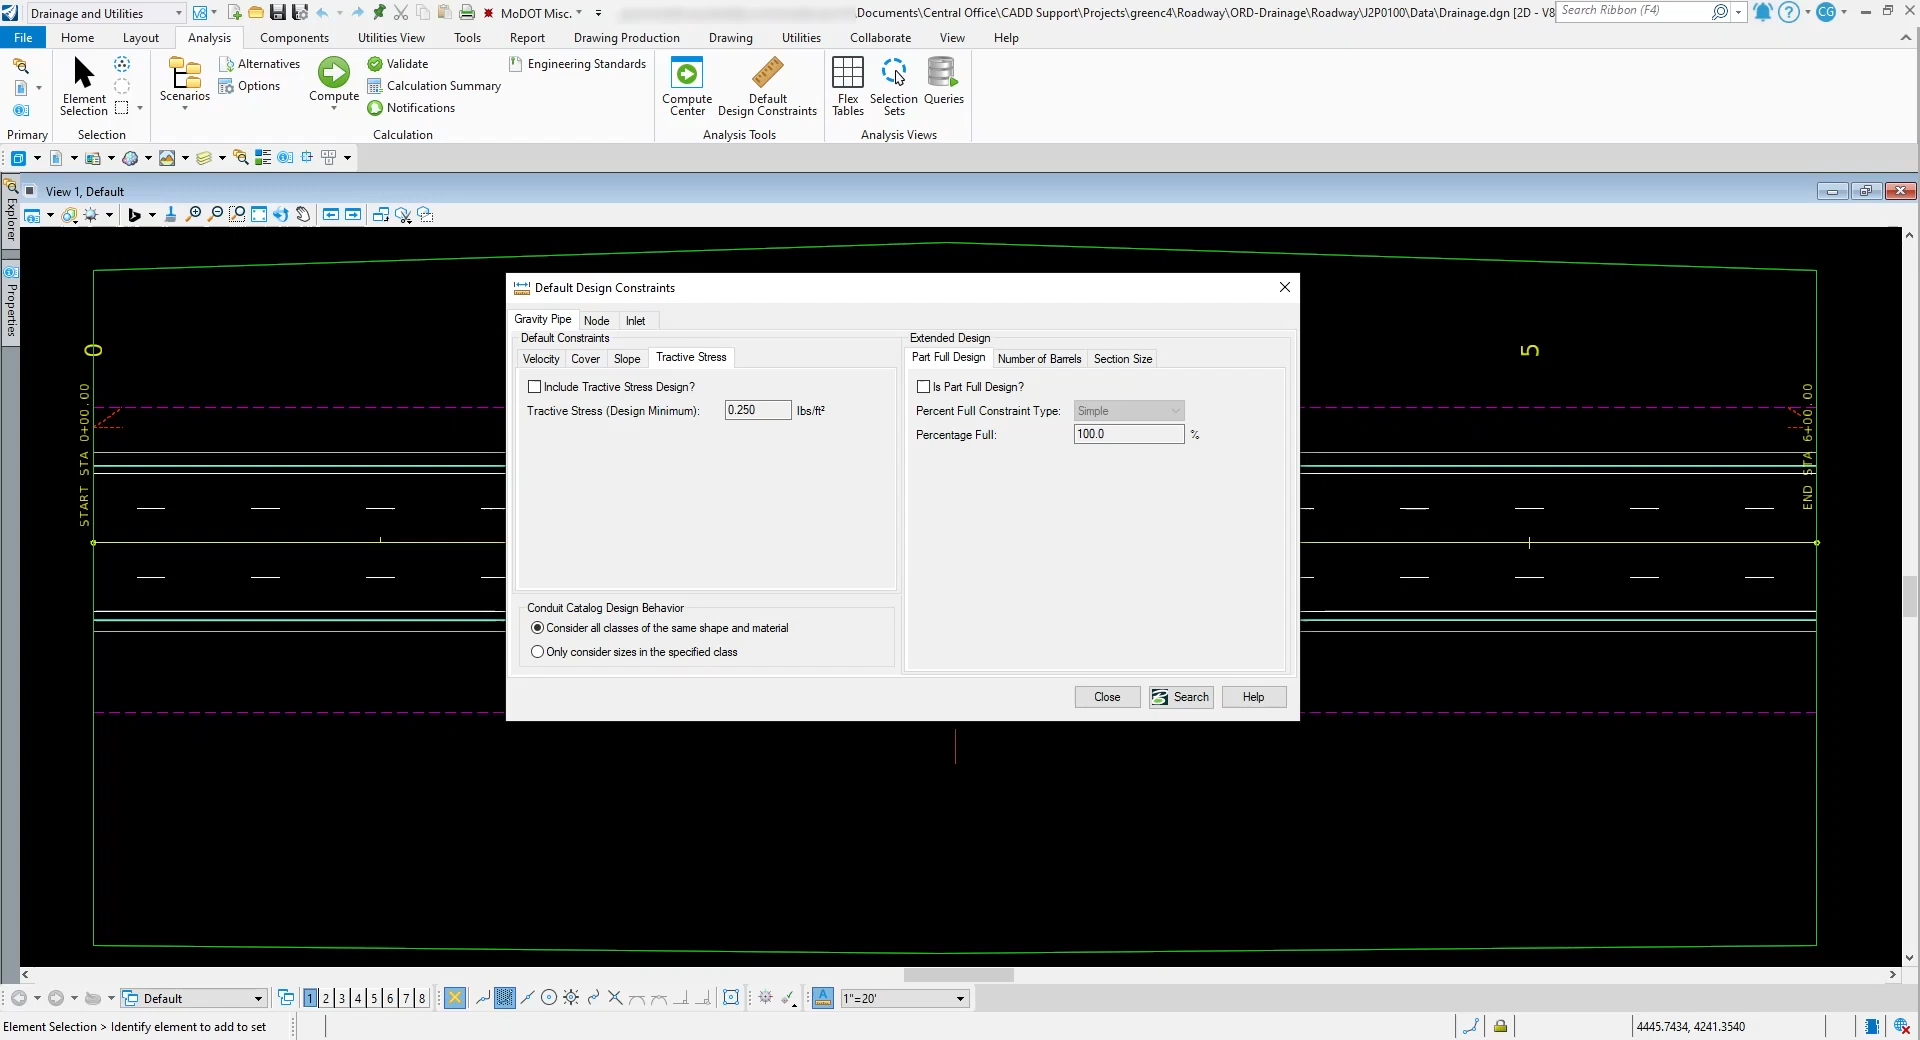 Drainage and Utilities
MoDOT Misc.
\Documents\Central Office\CADD Support\Projects\greenc4\Roadway\ORD-Drainage\Roadway\J2P0100\Data\Drainage.dgn [2D - V8
Search Ribbon (F4)
CG
File Home Layout Analysis Components Utilities View Tools Report Drawing Production Drawing Utilities Collaborate View Help
Element Selection
Scenarios
Alternatives
Options
Compute
Validate
Calculation Summary
Notifications
Engineering Standards
Compute Center
Default Design Constraints
Flex Tables
Selection Sets
Queries
Primary Selection Calculation Analysis Tools Analysis Views
Explorer
Properties
View 1, Default
0
START STA 0+00.00
5
END STA 6+00.00
Default Design Constraints
Gravity Pipe Node Inlet
Default Constraints
Velocity Cover Slope Tractive Stress
Include Tractive Stress Design?
Tractive Stress (Design Minimum): 0.250 lbs/ft²
Conduit Catalog Design Behavior
Consider all classes of the same shape and material
Only consider sizes in the specified class
Extended Design
Part Full Design Number of Barrels Section Size
Is Part Full Design?
Percent Full Constraint Type: Simple
Percentage Full: 100.0 %
Close Search Help
Default
1 2 3 4 5 6 7 8
1"=20'
Element Selection > Identify element to add to set
4445.7434, 4241.3540